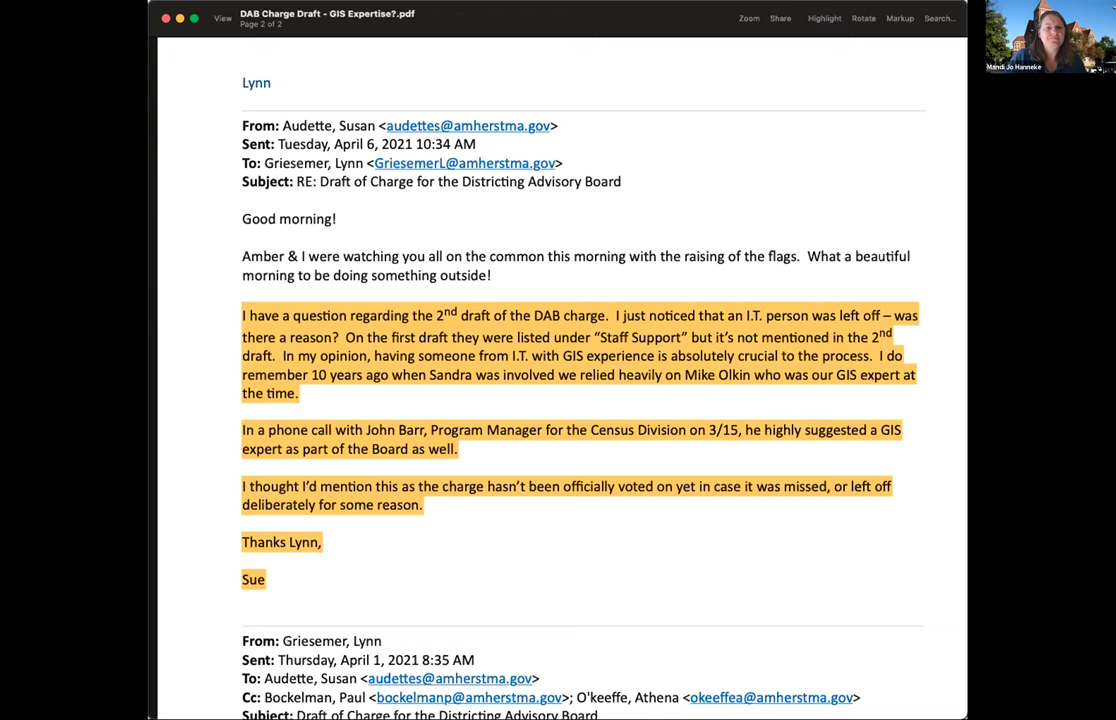 View
DAB Charge Draft - GIS Expertise?.pdf
Page 2 of 2
Zoom Share Highlight Rotate Markup Search...
Mandi Jo Hanneke
Lynn
From: Audette, Susan <audettes@amherstma.gov>
Sent: Tuesday, April 6, 2021 10:34 AM
To: Griesemer, Lynn <GriesemerL@amherstma.gov>
Subject: RE: Draft of Charge for the Districting Advisory Board
Good morning!
Amber & I were watching you all on the common this morning with the raising of the flags. What a beautiful
morning to be doing something outside!
I have a question regarding the 2nd draft of the DAB charge. I just noticed that an I.T. person was left off – was
there a reason? On the first draft they were listed under “Staff Support” but it’s not mentioned in the 2nd
draft. In my opinion, having someone from I.T. with GIS experience is absolutely crucial to the process. I do
remember 10 years ago when Sandra was involved we relied heavily on Mike Olkin who was our GIS expert at
the time.
In a phone call with John Barr, Program Manager for the Census Division on 3/15, he highly suggested a GIS
expert as part of the Board as well.
I thought I’d mention this as the charge hasn’t been officially voted on yet in case it was missed, or left off
deliberately for some reason.
Thanks Lynn,
Sue
From: Griesemer, Lynn
Sent: Thursday, April 1, 2021 8:35 AM
To: Audette, Susan <audettes@amherstma.gov>
Cc: Bockelman, Paul <bockelmanp@amherstma.gov>; O'keeffe, Athena <okeeffea@amherstma.gov>
Subject: Draft of Charge for the Districting Advisory Board